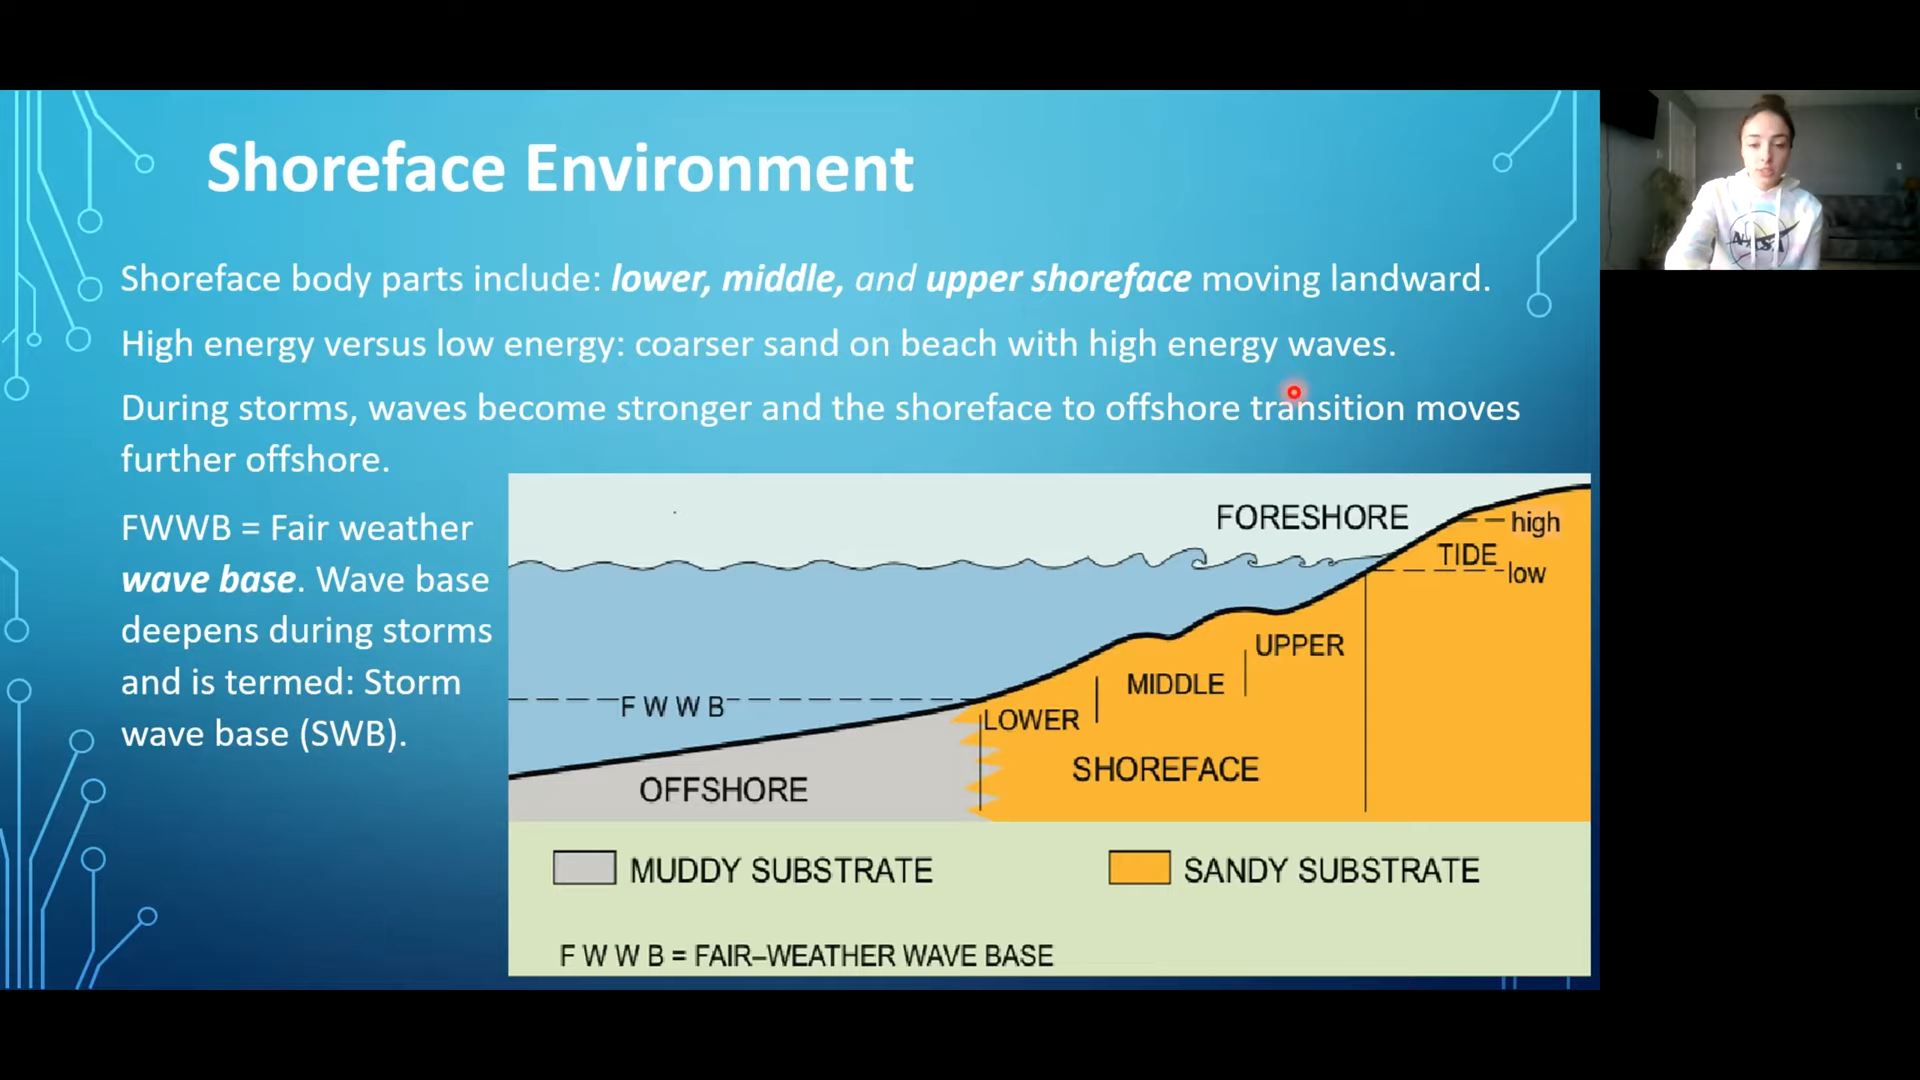 Shoreface Environment
Shoreface body parts include: lower, middle, and upper shoreface moving landward.
High energy versus low energy: coarser sand on beach with high energy waves.
During storms, waves become stronger and the shoreface to offshore transition moves
further offshore.
FWWB = Fair weather
wave base. Wave base
deepens during storms
and is termed: Storm
wave base (SWB).
FORESHORE
high
TIDE
low
UPPER
MIDDLE
F W W B
LOWER
SHOREFACE
OFFSHORE
MUDDY SUBSTRATE
SANDY SUBSTRATE
F W W B = FAIR–WEATHER WAVE BASE
NASA